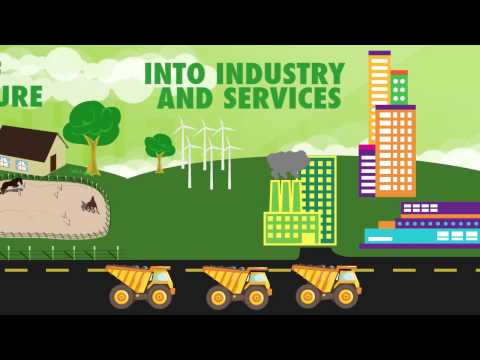 URE
INTO INDUSTRY
AND SERVICES